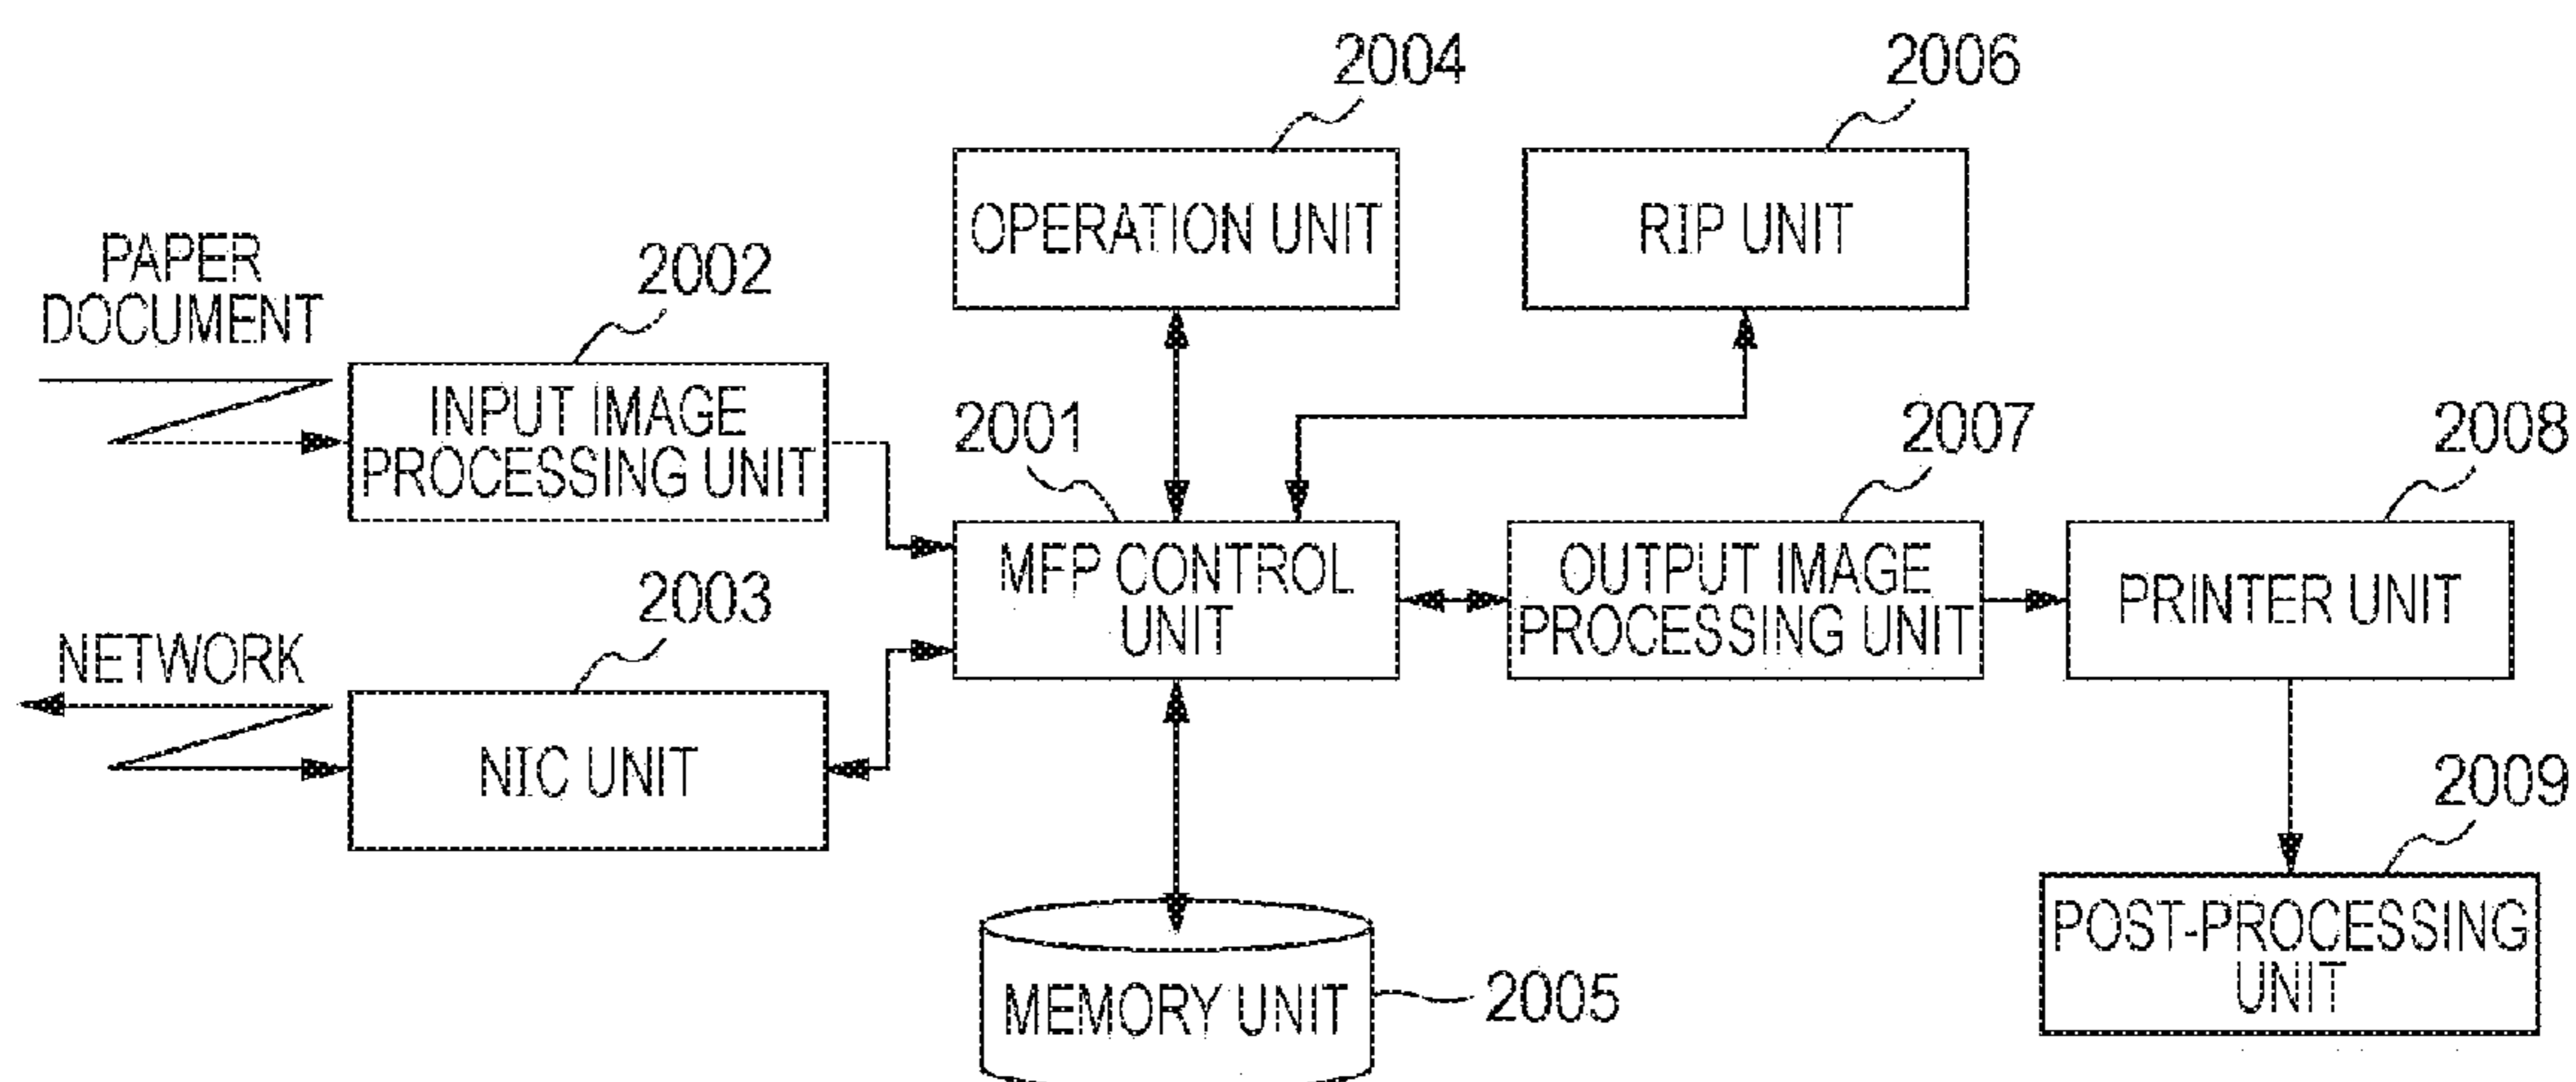 2004
2006
OPERATION UNIT
RIP UNIT
PAPER
DOCUMENT
2002
INPUT IMAGE
PROCESSING UNIT
2001
2007
2008
MFP CONTROL
UNIT
OUTPUT IMAGE
PROCESSING UNIT
PRINTER UNIT
2003
NETWORK
NIC UNIT
2009
POST-PROCESSING
UNIT
MEMORY UNIT
2005